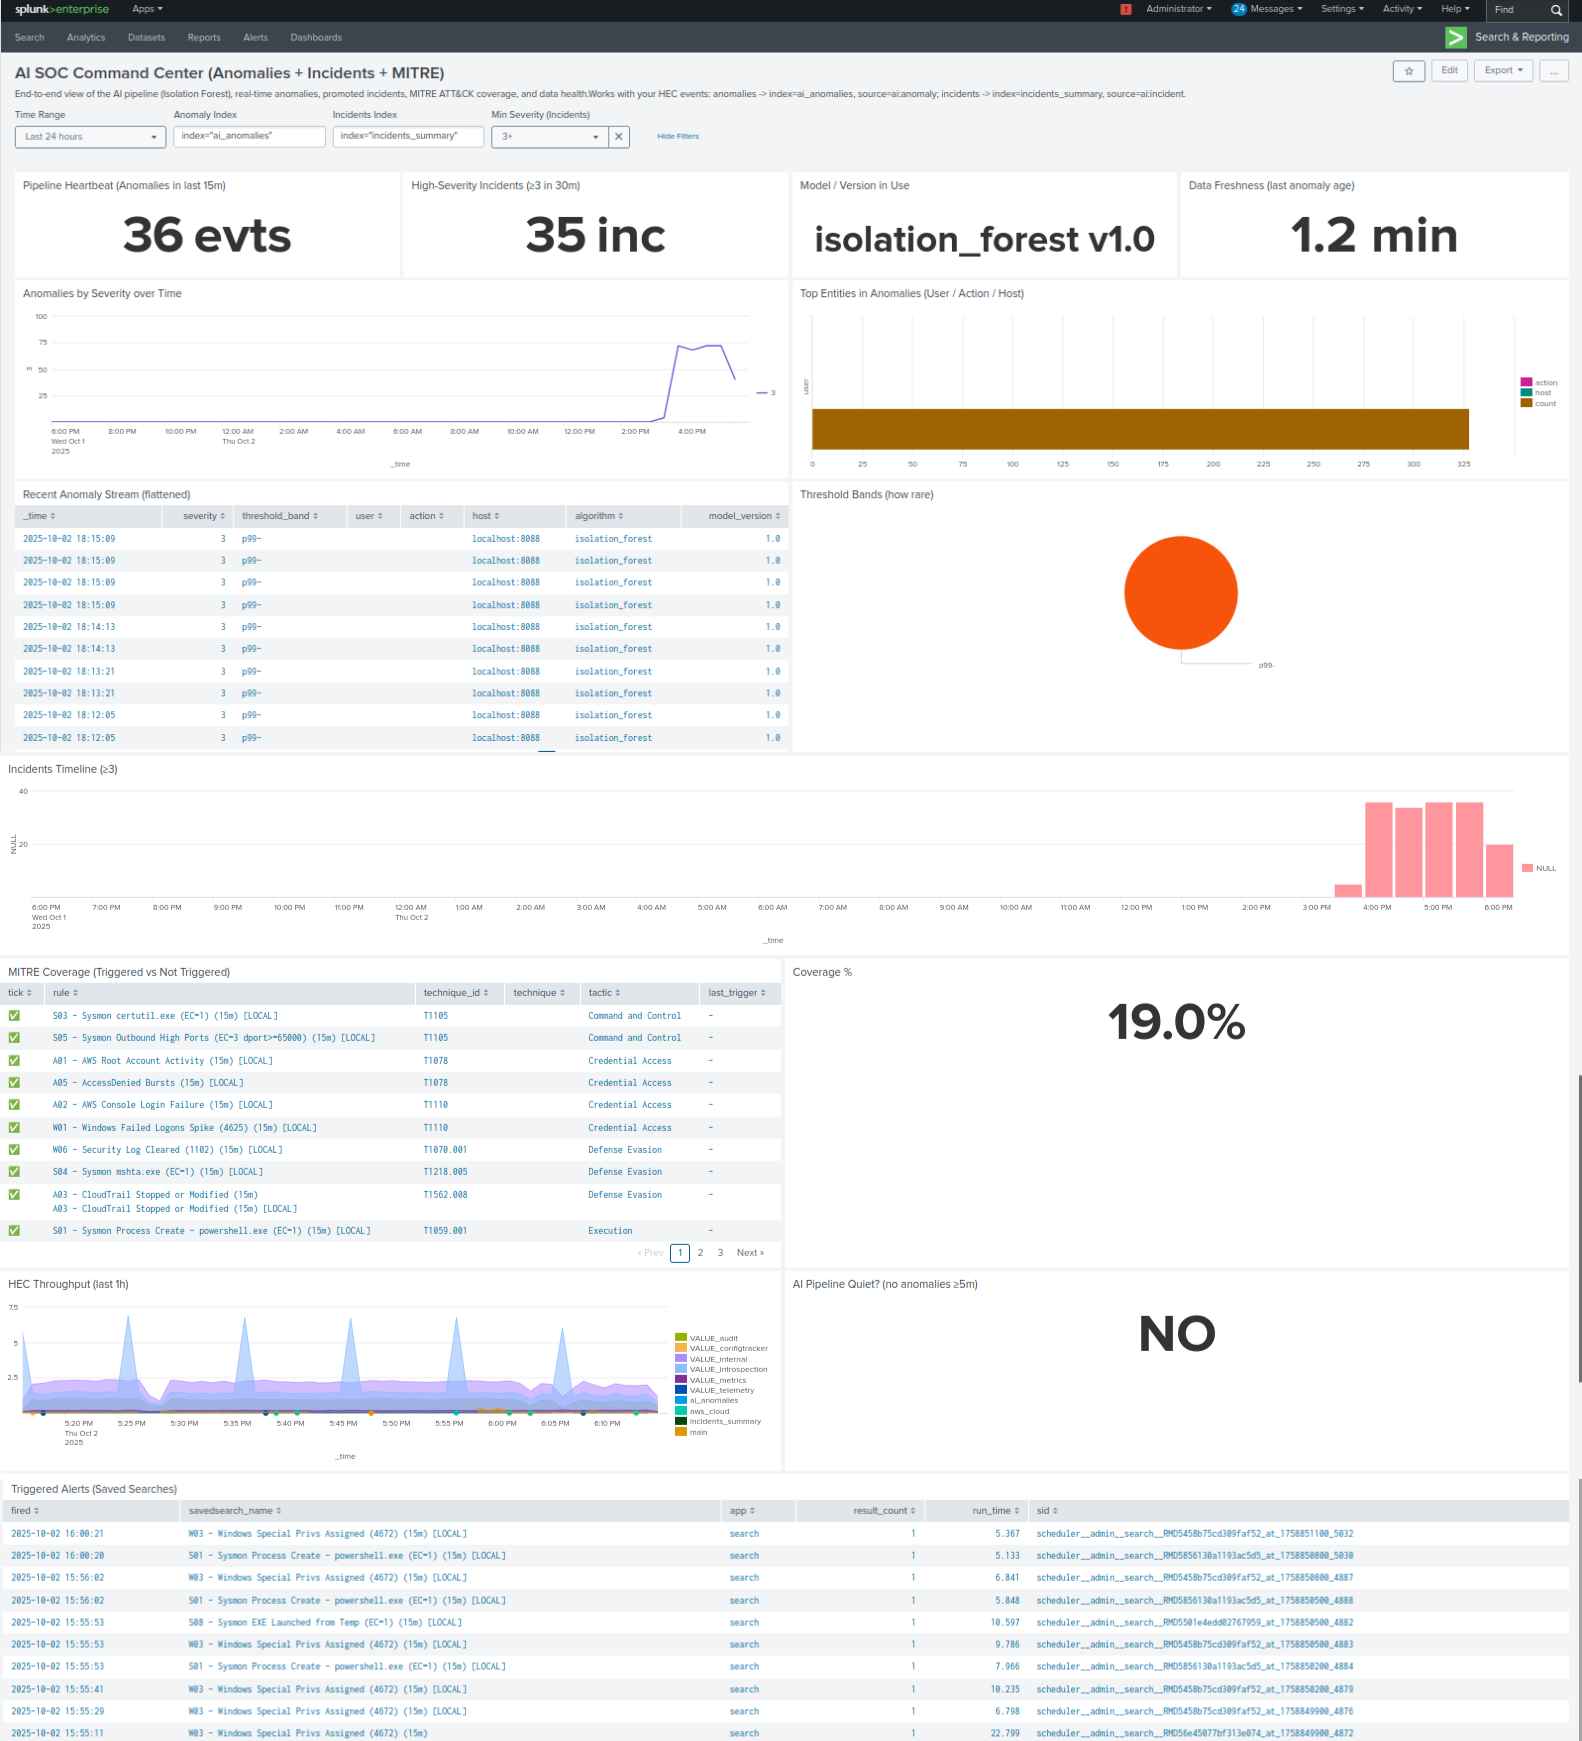 splunk>enterprise Apps ! Administrator 24 Messages Settings Activity Help Find
Search Analytics Datasets Reports Alerts Dashboards Search & Reporting
AI SOC Command Center (Anomalies + Incidents + MITRE) Edit Export ...
End-to-end view of the AI pipeline (Isolation Forest), real-time anomalies, promoted incidents, MITRE ATT&CK coverage, and data health.Works with your HEC events: anomalies -> index=ai_anomalies, source=ai:anomaly; incidents -> index=incidents_summary, source=ai:incident.
Time Range Anomaly Index Incidents Index Min Severity (Incidents)
Last 24 hours index="ai_anomalies" index="incidents_summary" 3+ Hide Filters
Pipeline Heartbeat (Anomalies in last 15m) High-Severity Incidents (≥3 in 30m) Model / Version in Use Data Freshness (last anomaly age)
36 evts 35 inc isolation_forest v1.0 1.2 min
Anomalies by Severity over Time
100
75
50
25
3
3
6:00 PM 8:00 PM 10:00 PM 12:00 AM 2:00 AM 4:00 AM 6:00 AM 8:00 AM 10:00 AM 12:00 PM 2:00 PM 4:00 PM
Wed Oct 1 Thu Oct 2
2025
_time
Top Entities in Anomalies (User / Action / Host)
user
action
host
count
0 25 50 75 100 125 150 175 200 225 250 275 300 325
Recent Anomaly Stream (flattened)
_time severity threshold_band user action host algorithm model_version
2025-10-02 18:15:09 3 p99- localhost:8088 isolation_forest 1.0
2025-10-02 18:15:09 3 p99- localhost:8088 isolation_forest 1.0
2025-10-02 18:15:09 3 p99- localhost:8088 isolation_forest 1.0
2025-10-02 18:15:09 3 p99- localhost:8088 isolation_forest 1.0
2025-10-02 18:14:13 3 p99- localhost:8088 isolation_forest 1.0
2025-10-02 18:14:13 3 p99- localhost:8088 isolation_forest 1.0
2025-10-02 18:13:21 3 p99- localhost:8088 isolation_forest 1.0
2025-10-02 18:13:21 3 p99- localhost:8088 isolation_forest 1.0
2025-10-02 18:12:05 3 p99- localhost:8088 isolation_forest 1.0
2025-10-02 18:12:05 3 p99- localhost:8088 isolation_forest 1.0
Threshold Bands (how rare)
p99-
Incidents Timeline (≥3)
40
20
NULL
NULL
6:00 PM 7:00 PM 8:00 PM 9:00 PM 10:00 PM 11:00 PM 12:00 AM 1:00 AM 2:00 AM 3:00 AM 4:00 AM 5:00 AM 6:00 AM 7:00 AM 8:00 AM 9:00 AM 10:00 AM 11:00 AM 12:00 PM 1:00 PM 2:00 PM 3:00 PM 4:00 PM 5:00 PM 6:00 PM
Wed Oct 1 Thu Oct 2
2025
_time
MITRE Coverage (Triggered vs Not Triggered)
tick rule technique_id technique tactic last_trigger
S03 - Sysmon certutil.exe (EC=1) (15m) [LOCAL] T1105 Command and Control -
S05 - Sysmon Outbound High Ports (EC=3 dport>=65000) (15m) [LOCAL] T1105 Command and Control -
A01 - AWS Root Account Activity (15m) [LOCAL] T1078 Credential Access -
A05 - AccessDenied Bursts (15m) [LOCAL] T1078 Credential Access -
A02 - AWS Console Login Failure (15m) [LOCAL] T1110 Credential Access -
W01 - Windows Failed Logons Spike (4625) (15m) [LOCAL] T1110 Credential Access -
W06 - Security Log Cleared (1102) (15m) [LOCAL] T1070.001 Defense Evasion -
S04 - Sysmon mshta.exe (EC=1) (15m) [LOCAL] T1218.005 Defense Evasion -
A03 - CloudTrail Stopped or Modified (15m) T1562.008 Defense Evasion -
A03 - CloudTrail Stopped or Modified (15m) [LOCAL]
S01 - Sysmon Process Create - powershell.exe (EC=1) (15m) [LOCAL] T1059.001 Execution -
« Prev 1 2 3 Next »
Coverage %
19.0%
HEC Throughput (last 1h)
7.5
5
2.5
VALUE_audit
VALUE_configtracker
VALUE_internal
VALUE_introspection
VALUE_metrics
VALUE_telemetry
ai_anomalies
aws_cloud
incidents_summary
main
5:20 PM 5:25 PM 5:30 PM 5:35 PM 5:40 PM 5:45 PM 5:50 PM 5:55 PM 6:00 PM 6:05 PM 6:10 PM
Thu Oct 2
2025
_time
AI Pipeline Quiet? (no anomalies ≥5m)
NO
Triggered Alerts (Saved Searches)
fired savedsearch_name app result_count run_time sid
2025-10-02 16:00:21 W03 - Windows Special Privs Assigned (4672) (15m) [LOCAL] search 1 5.367 scheduler__admin__search__RMD5458b75cd309faf52_at_1758851100_5032
2025-10-02 16:00:20 S01 - Sysmon Process Create - powershell.exe (EC=1) (15m) [LOCAL] search 1 5.133 scheduler__admin__search__RMD5856130a1193ac5d5_at_1758850800_5030
2025-10-02 15:56:02 W03 - Windows Special Privs Assigned (4672) (15m) [LOCAL] search 1 6.841 scheduler__admin__search__RMD5458b75cd309faf52_at_1758850800_4887
2025-10-02 15:56:02 S01 - Sysmon Process Create - powershell.exe (EC=1) (15m) [LOCAL] search 1 5.848 scheduler__admin__search__RMD5856130a1193ac5d5_at_1758850500_4888
2025-10-02 15:55:53 S08 - Sysmon EXE Launched from Temp (EC=1) (15m) [LOCAL] search 1 10.597 scheduler__admin__search__RMD5501e4edd02767959_at_1758850500_4882
2025-10-02 15:55:53 W03 - Windows Special Privs Assigned (4672) (15m) [LOCAL] search 1 9.786 scheduler__admin__search__RMD5458b75cd309faf52_at_1758850500_4883
2025-10-02 15:55:53 S01 - Sysmon Process Create - powershell.exe (EC=1) (15m) [LOCAL] search 1 7.966 scheduler__admin__search__RMD5856130a1193ac5d5_at_1758850200_4884
2025-10-02 15:55:41 W03 - Windows Special Privs Assigned (4672) (15m) [LOCAL] search 1 10.235 scheduler__admin__search__RMD5458b75cd309faf52_at_1758850200_4879
2025-10-02 15:55:29 W03 - Windows Special Privs Assigned (4672) (15m) [LOCAL] search 1 6.798 scheduler__admin__search__RMD5458b75cd309faf52_at_1758849900_4876
2025-10-02 15:55:11 W03 - Windows Special Privs Assigned (4672) (15m) search 1 22.799 scheduler__admin__search__RMD56e45077bf313e074_at_1758849900_4872